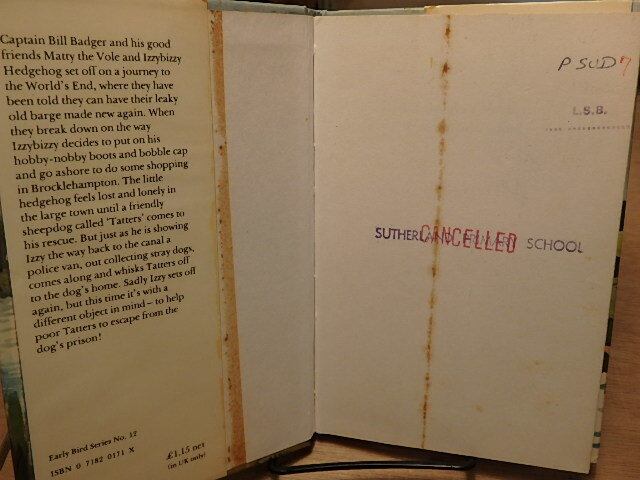 Captain Bill Badger and his good
friends Matty the Vole and Izzybizzy
Hedgehog set off on a journey to
the World's End, where they have
been told they can have their leaky
old barge made new again. When
they break down on the way
Izzybizzy decides to put on his
hobby-nobby boots and bobble cap
and go ashore to do some shopping
in Brocklehampton. The little
hedgehog feels lost and lonely in
the large town until a friendly
sheepdog called 'Tatters' comes to
his rescue. But just as he is showing
Izzy the way back to the canal a
police van, out collecting stray dogs,
comes along and whisks Tatters off
to the dog's home. Sadly Izzy sets off
again, but this time it's with a
different object in mind – to help
poor Tatters to escape from the
dog's prison!
Early Bird Series No. 12
ISBN 0 7182 0171 X
£1.15 net
(in UK only)
P SUD 7
L.S.B.
SUTHERLAND PRIMARY SCHOOL
CANCELLED